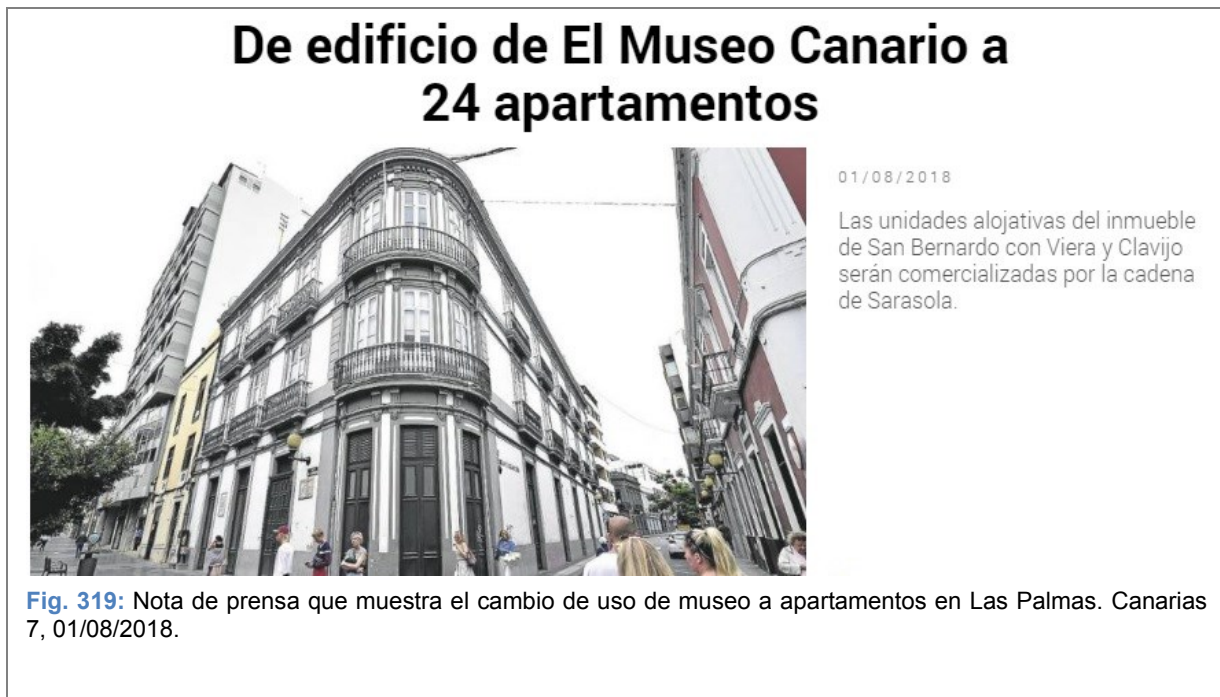 De edificio de El Museo Canario a
24 apartamentos
01/08/2018
Las unidades alojativas del inmueble
de San Bernardo con Viera y Clavijo
serán comercializadas por la cadena
de Sarasola.
Fig. 319: Nota de prensa que muestra el cambio de uso de museo a apartamentos en Las Palmas. Canarias
7, 01/08/2018.